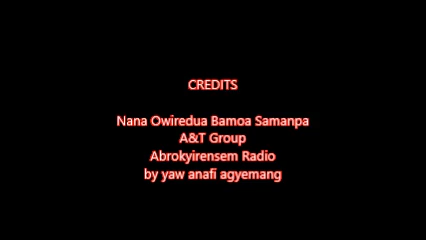 CREDITS
Nana Owiredua Bamoa Samanpa
A&T Group
Abrokyirensem Radio
by yaw anafi agyemang